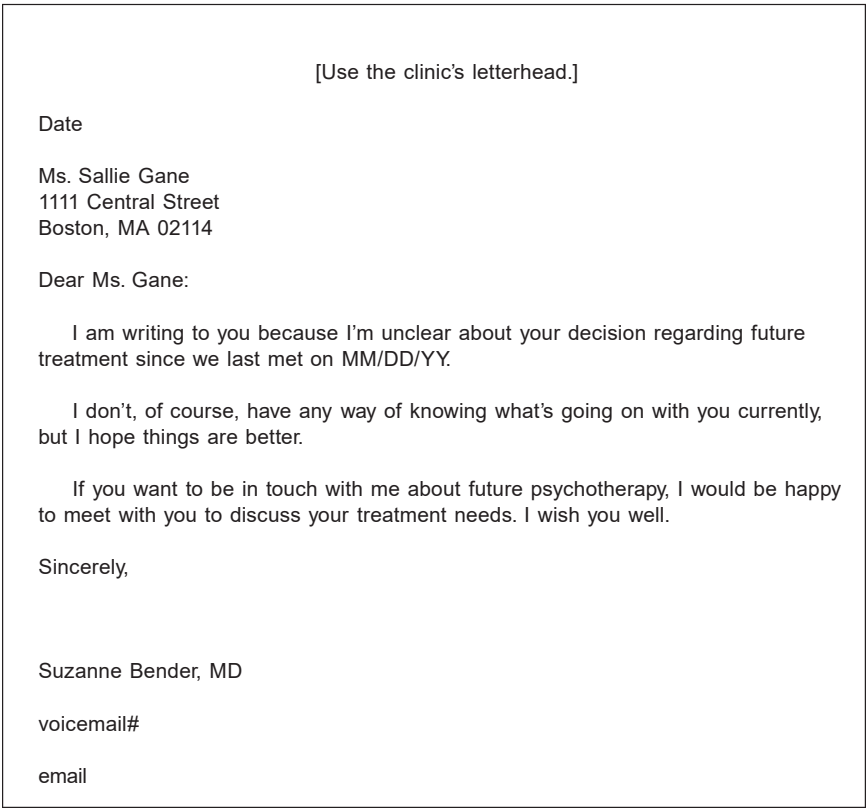 [Use the clinic’s letterhead.]
Date
Ms. Sallie Gane
1111 Central Street
Boston, MA 02114
Dear Ms. Gane:
I am writing to you because I’m unclear about your decision regarding future
treatment since we last met on MM/DD/YY.
I don’t, of course, have any way of knowing what’s going on with you currently,
but I hope things are better.
If you want to be in touch with me about future psychotherapy, I would be happy
to meet with you to discuss your treatment needs. I wish you well.
Sincerely,
Suzanne Bender, MD
voicemail#
email